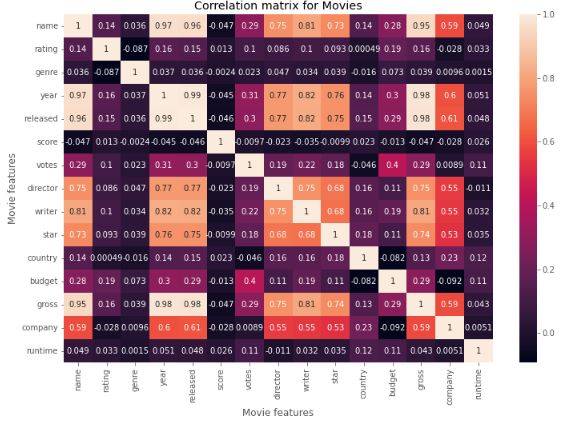 Correlation matrix for Movies
name 1 0.14 0.036 0.97 0.96 -0.047 0.29 0.75 0.81 0.73 0.14 0.28 0.95 0.59 0.049
rating 0.14 1 -0.087 0.16 0.15 0.013 0.1 0.086 0.1 0.093 0.00049 0.19 0.16 -0.028 0.033
genre 0.036 -0.087 1 0.037 0.036 -0.0024 0.023 0.047 0.034 0.039 -0.016 0.073 0.039 0.0096 0.0015
year 0.97 0.16 0.037 1 0.99 -0.045 0.31 0.77 0.82 0.76 0.14 0.3 0.98 0.6 0.051
released 0.96 0.15 0.036 0.99 1 -0.046 0.3 0.77 0.82 0.75 0.15 0.29 0.98 0.61 0.048
score -0.047 0.013 -0.0024 -0.045 -0.046 1 -0.0097 -0.023 -0.035 -0.0099 0.023 -0.013 -0.047 -0.028 0.026
votes 0.29 0.1 0.023 0.31 0.3 -0.0097 1 0.19 0.22 0.18 -0.046 0.4 0.29 0.0089 0.11
director 0.75 0.086 0.047 0.77 0.77 -0.023 0.19 1 0.75 0.68 0.16 0.11 0.75 0.55 -0.011
writer 0.81 0.1 0.034 0.82 0.82 -0.035 0.22 0.75 1 0.68 0.16 0.19 0.81 0.55 0.032
star 0.73 0.093 0.039 0.76 0.75 -0.0099 0.18 0.68 0.68 1 0.18 0.11 0.74 0.53 0.035
country 0.14 0.00049 -0.016 0.14 0.15 0.023 -0.046 0.16 0.16 0.18 1 -0.082 0.13 0.23 0.12
budget 0.28 0.19 0.073 0.3 0.29 -0.013 0.4 0.11 0.19 0.11 -0.082 1 0.29 -0.092 0.11
gross 0.95 0.16 0.039 0.98 0.98 -0.047 0.29 0.75 0.81 0.74 0.13 0.29 1 0.59 0.043
company 0.59 -0.028 0.0096 0.6 0.61 -0.028 0.0089 0.55 0.55 0.53 0.23 -0.092 0.59 1 0.0051
runtime 0.049 0.033 0.0015 0.051 0.048 0.026 0.11 -0.011 0.032 0.035 0.12 0.11 0.043 0.0051 1
name rating genre year released score votes director writer star country budget gross company runtime
Movie features
Movie features
1.0
0.8
0.6
0.4
0.2
0.0